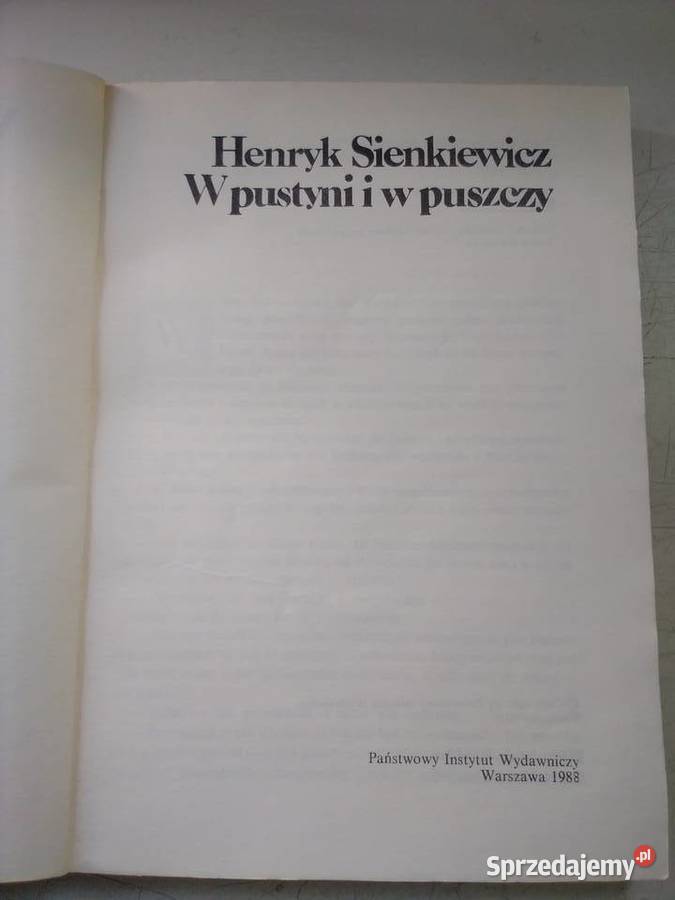 Henryk Sienkiewicz
W pustyni i w puszczy
Państwowy Instytut Wydawniczy
Warszawa 1988
Sprzedajemy.pl